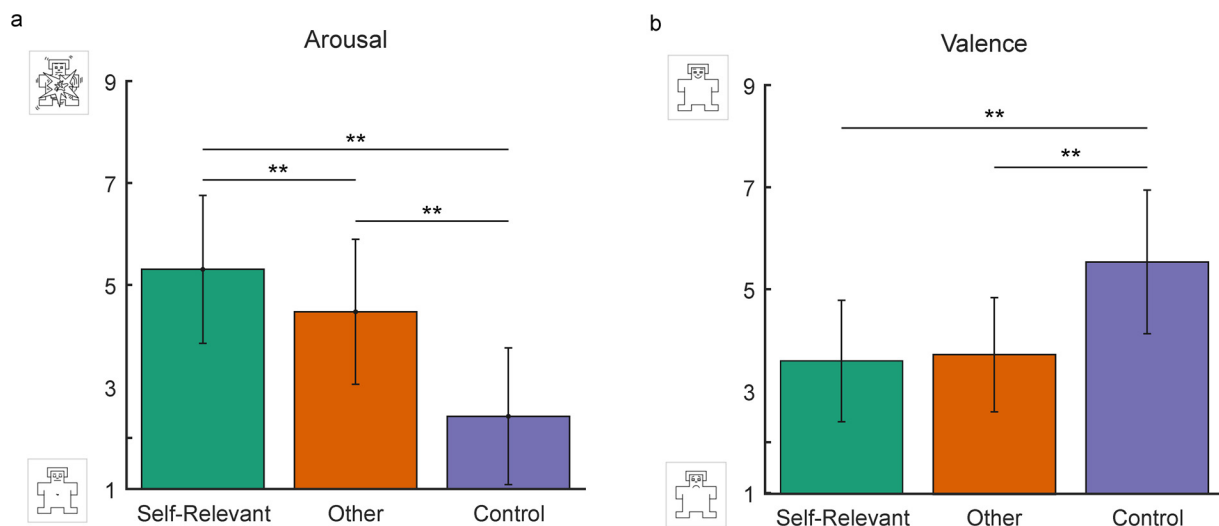 a
Arousal
9
7
5
3
1
**
**
**
Self-Relevant
Other
Control
b
Valence
9
7
5
3
1
**
**
Self-Relevant
Other
Control